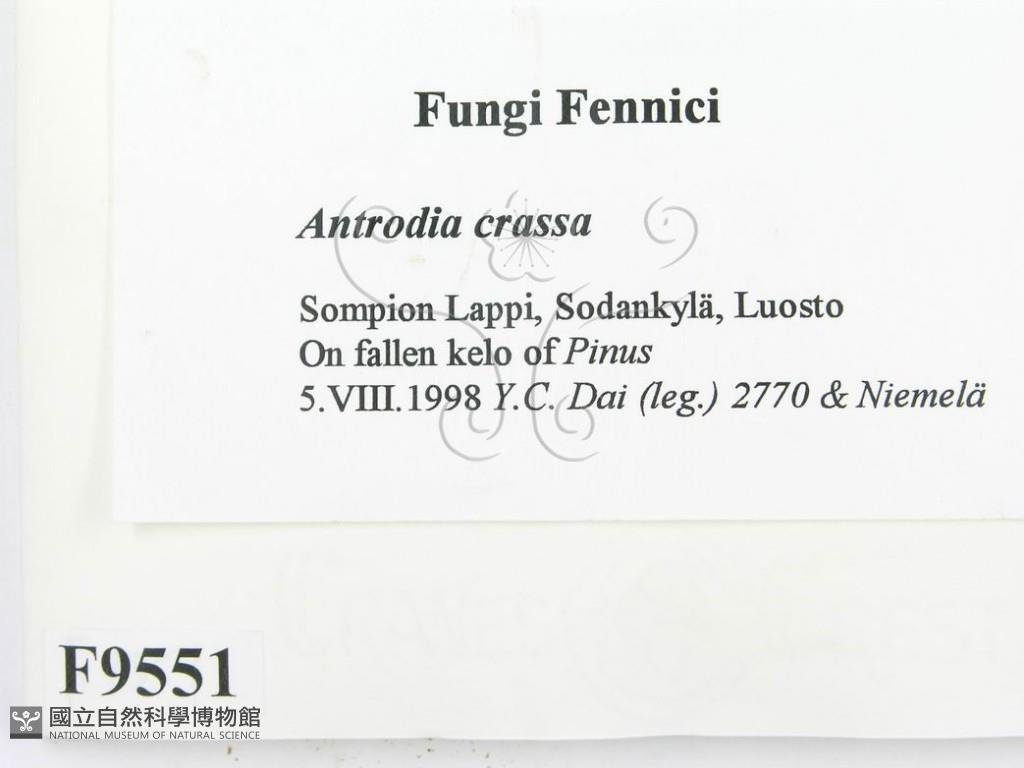 Fungi Fennici
Antrodia crassa
Sompion Lappi, Sodankylä, Luosto
On fallen kelo of Pinus
5.VIII.1998 Y.C. Dai (leg.) 2770 & Niemelä
F9551
國立自然科學博物館
NATIONAL MUSEUM OF NATURAL SCIENCE